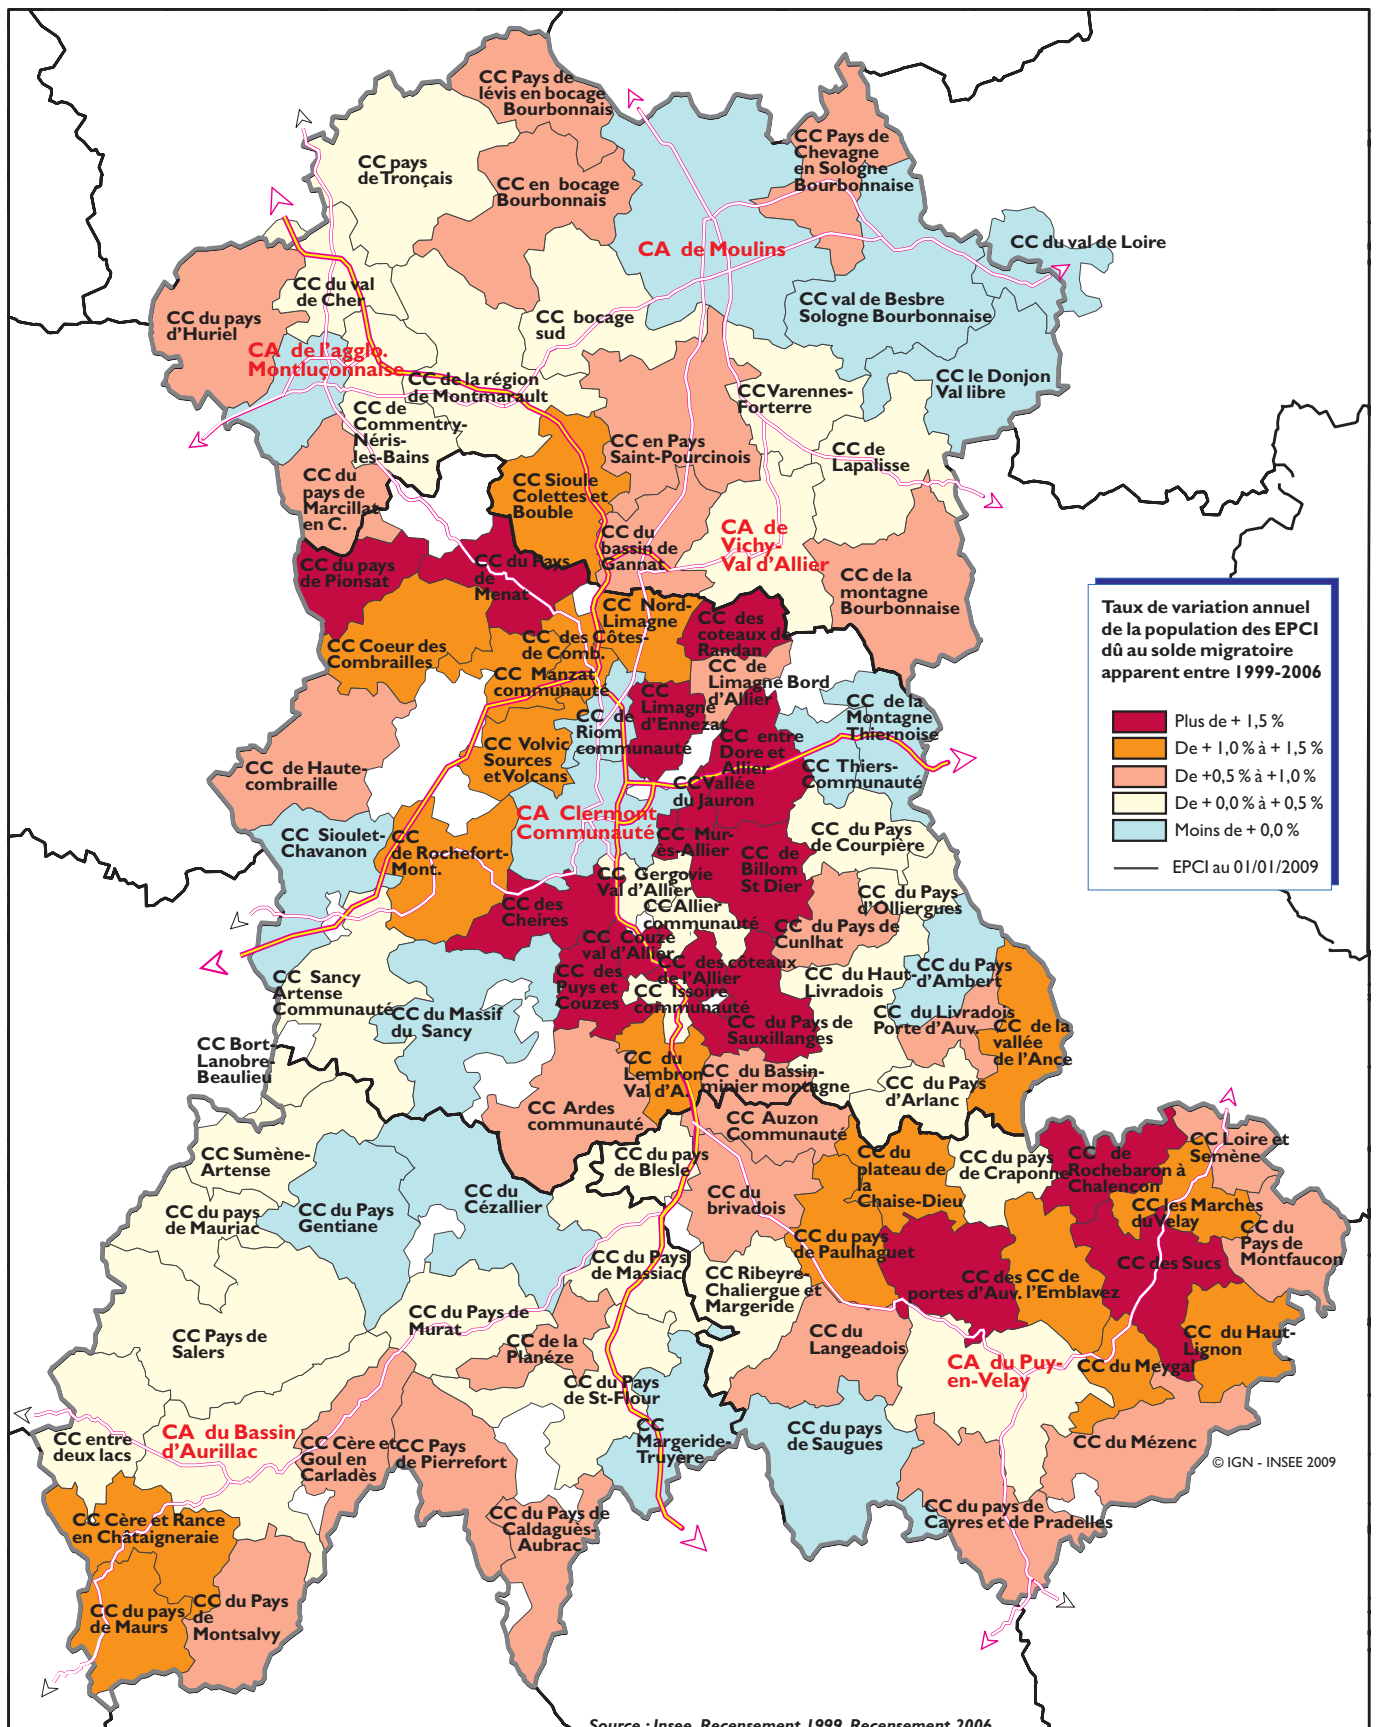 CC Pays de
lévis en bocage
Bourbonnais
CC pays
de Tronçais
CC en bocage
Bourbonnais
CC Pays de
Chevagne
en Sologne
Bourbonnaise
CA de Moulins
CC du val de Loire
CC du val
de Cher
CC du pays
d'Huriel
CC bocage
sud
CC val de Besbre
Sologne Bourbonnaise
CA de l'agglo.
Montluçonnaise
CC de la région
de Montmarault
CC Varennes-
Forterre
CC le Donjon
Val libre
CC de
Commentry-
Néris-
les-Bains
CC en Pays
Saint-Pourcinois
CC de
Lapalisse
CC du
pays de
Marcillat
en C.
CC Sioule
Colettes et
Bouble
CC du
bassin de
Gannat
CA de
Vichy-
Val d'Allier
CC du pays
de Pionsat
CC du Pays
de
Menat
CC de la
montagne
Bourbonnaise
Taux de variation annuel
de la population des EPCI
dû au solde migratoire
apparent entre 1999-2006
Plus de + 1,5 %
De + 1,0 % à + 1,5 %
De +0,5 % à +1,0 %
De + 0,0 % à + 0,5 %
Moins de + 0,0 %
EPCI au 01/01/2009
CC Nord-
Limagne
CC des
coteaux de
Randan
CC Coeur des
Combrailles
CC des Côtes-
de Comb.
CC de
Limagne Bord
d'Allier
CC Manzat
communauté
CC
Limagne
d'Ennezat
CC de la
Montagne
Thiernoise
CC de
Riom
communauté
CC entre
Dore et
Allier
CC Volvic
Sources
et Volcans
CC de Haute-
combraille
CC Thiers-
Communauté
CC Vallée
du Jauron
CA Clermont
Communauté
CC Sioulet-
Chavanon
CC
de Rochefort-
Mont.
CC Mur-
ès-Allier
CC du Pays
de Courpière
CC de
Billom
St Dier
CC Gergovie
Val d'Allier
CC du Pays
d'Olliergues
CC des
Cheires
CC Allier
communauté
CC du Pays de
Cunlhat
CC Couze
val d'Allier
CC des côteaux
de l'Allier
CC des
Puys et
Couzes
CC du Haut-
Livradois
CC du Pays
d'Ambert
CC Sancy
Artense
Communauté
CC Issoire
communauté
CC du Massif
du Sancy
CC du Pays de
Sauxillanges
CC du Livradois
Porte d'Auv.
CC de la
vallée
de l'Ance
CC Bort-
Lanobre-
Beaulieu
CC du
Lembron
Val d'A.
CC du Bassin-
minier montagne
CC du Pays
d'Arlanc
CC Ardes
communauté
CC Auzon
Communauté
CC Sumène-
Artense
CC du pays
de Blesle
CC du
plateau de
la
Chaise-Dieu
CC du pays
de Craponne
CC de
Rochebaron à
Chalencon
CC Loire et
Semène
CC du pays
de Mauriac
CC du Pays
Gentiane
CC du
Cézallier
CC du
brivadois
CC les Marches
du Velay
CC du
Pays de
Montfaucon
CC du pays
de Paulhaguet
CC du Pays
de Massiac
CC Ribeyre-
Chaliergue et
Margeride
CC des
portes d'Auv.
CC de
l'Emblavez
CC des Sucs
CC Pays de
Salers
CC du Pays de
Murat
CC de la
Planéze
CC du
Langeadois
CC du Haut-
Lignon
CA du Puy-
en-Velay
CC du Meygal
CC du Pays
de St-Flour
CC entre
deux lacs
CA du Bassin
d'Aurillac
CC Cère et
Goul en
Carladès
CC Pays
de Pierrefort
CC
Margeride-
Truyère
CC du pays
de Saugues
CC du Mézenc
© IGN - INSEE 2009
CC Cère et Rance
en Châtaigneraie
CC du Pays de
Caldaguès-
Aubrac
CC du pays de
Cayres et de Pradelles
CC du pays
de Maurs
CC du Pays
de
Montsalvy
Source : Insee, Recensement 1999, Recensement 2006